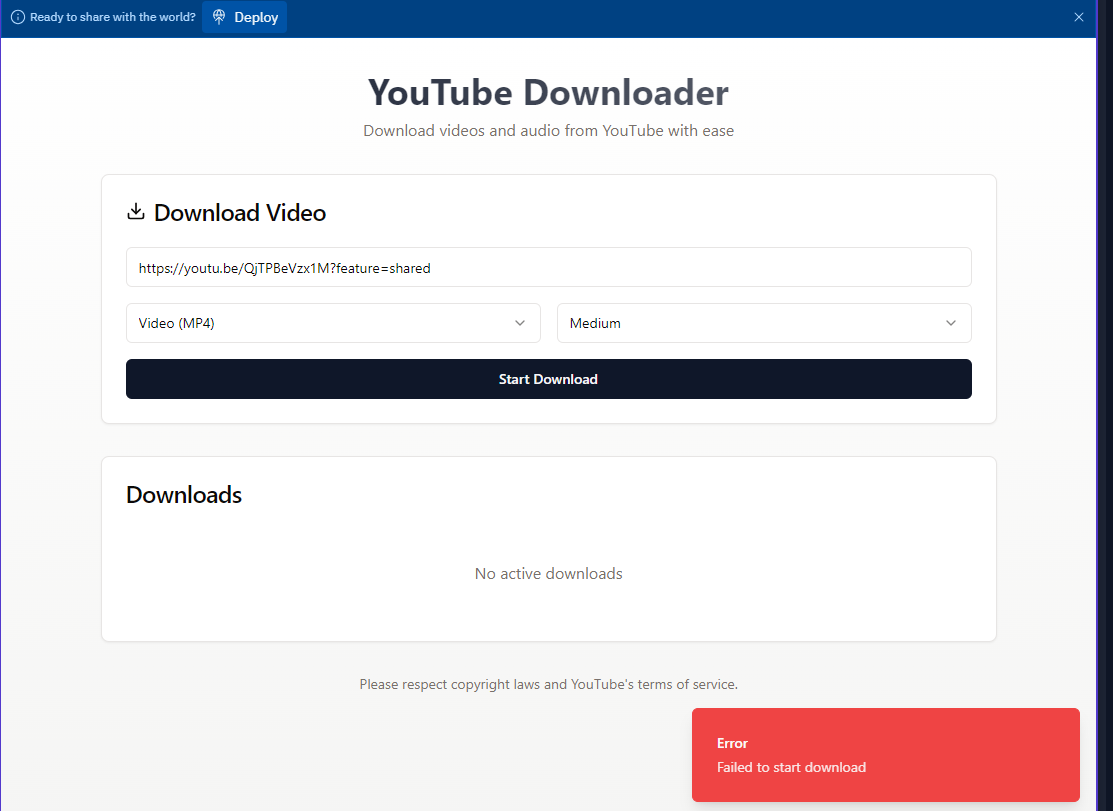 Ready to share with the world? Deploy
YouTube Downloader
Download videos and audio from YouTube with ease
Download Video
https://youtu.be/QjTPBeVzx1M?feature=shared
Video (MP4) Medium
Start Download
Downloads
No active downloads
Please respect copyright laws and YouTube's terms of service.
Error
Failed to start download